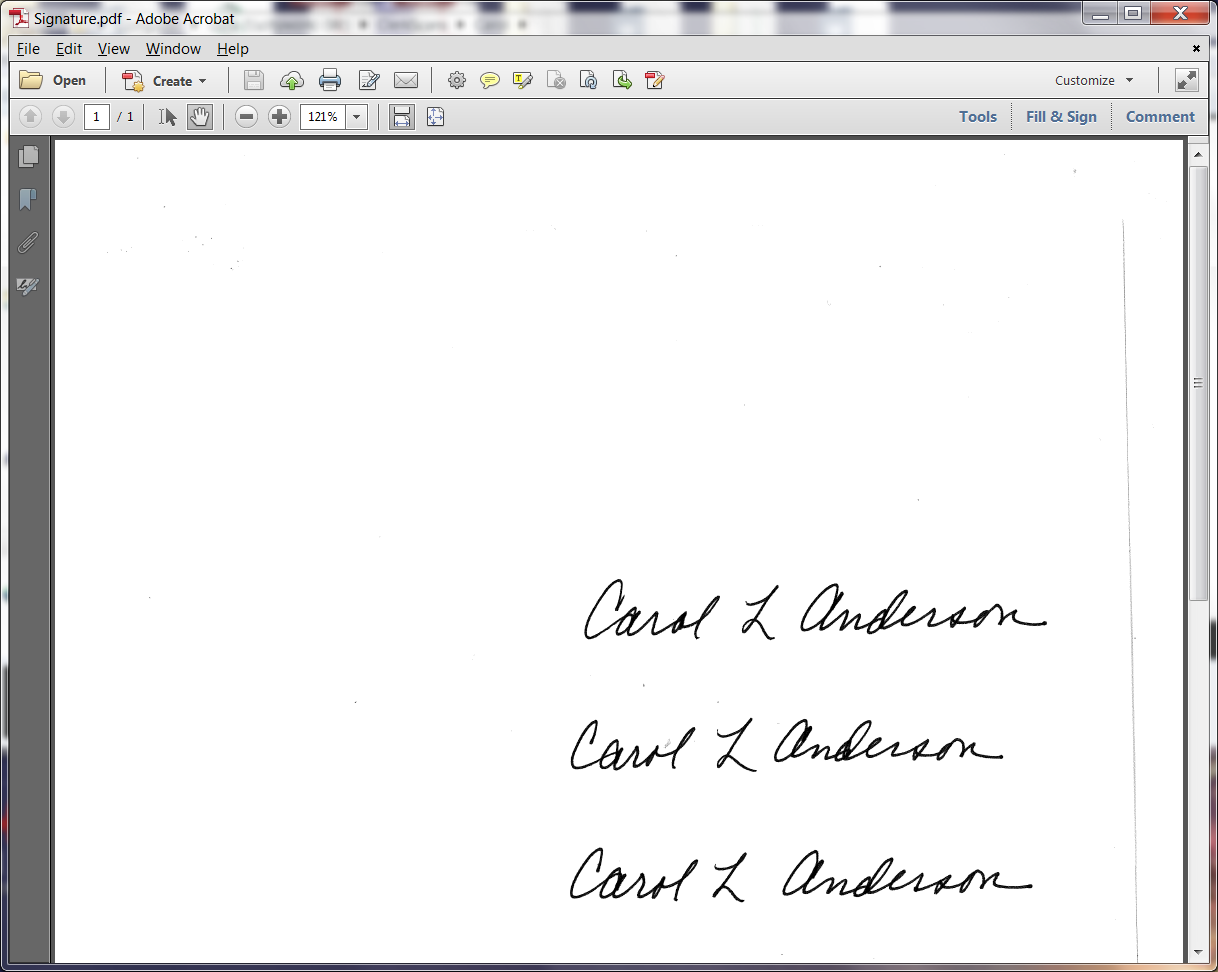 Signature.pdf - Adobe Acrobat
File Edit View Window Help
Open Create Customize
1 / 1 121% Tools Fill & Sign Comment
Carol L Anderson
Carol L Anderson
Carol L Anderson